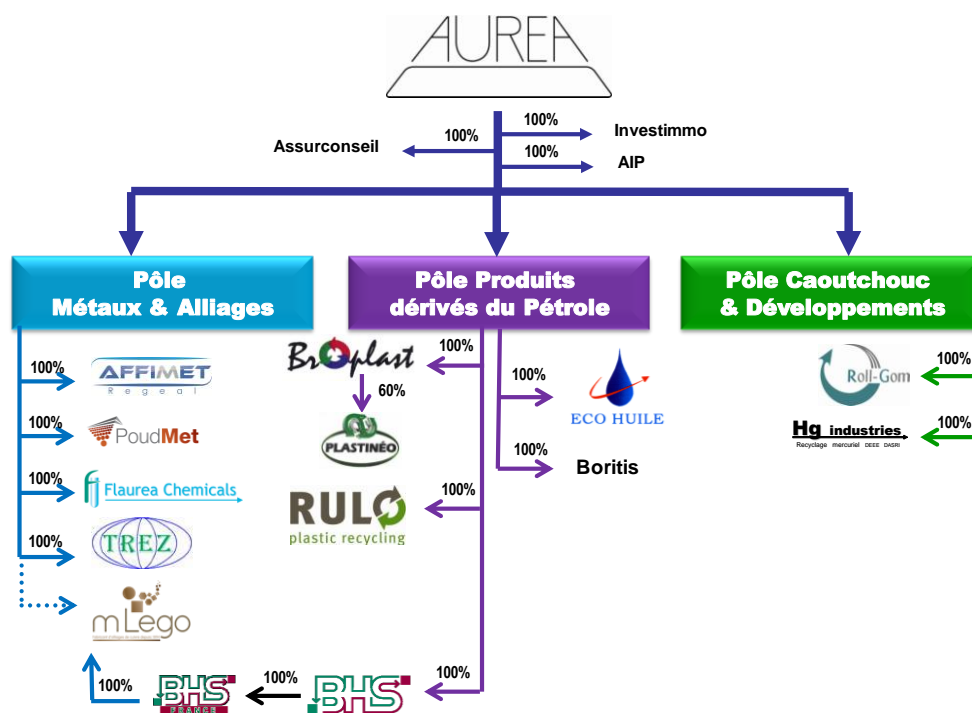 AUREA
100%
Investimmo
Assurconseil
100%
100%
AIP
Pôle
Métaux & Alliages
Pôle Produits
dérivés du Pétrole
Pôle Caoutchouc
& Développements
100%
AFFIMET
Regeal
100%
PoudMet
100%
Flaurea Chemicals
100%
TREZ
mLego
100%
BHS
FRANCE
100%
BHS
100%
Broplast
100%
60%
PLASTINÉO
RULO
plastic recycling
100%
100%
ECO HUILE
100%
Boritis
Roll-Gom
100%
Hg industries
Recyclage mercuriel DEEE DASRI
100%